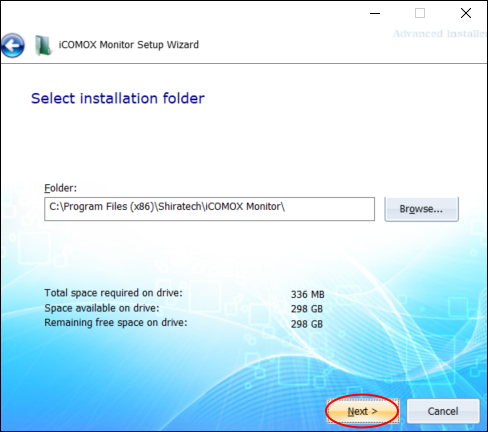 Advanced Installer
iCOMOX Monitor Setup Wizard
Select installation folder
Folder:
C:\Program Files (x86)\Shiratech\iCOMOX Monitor\
Browse...
Total space required on drive: 336 MB
Space available on drive: 298 GB
Remaining free space on drive: 298 GB
Next >
Cancel